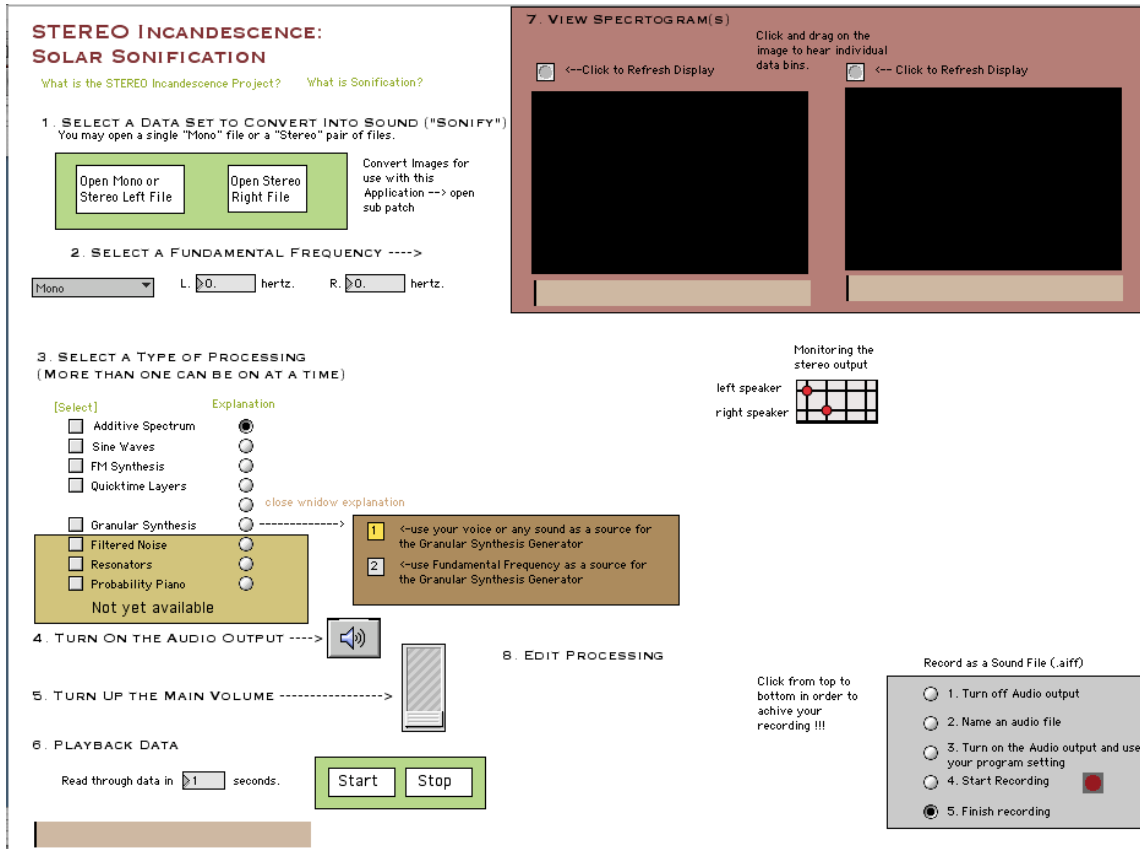 STEREO INCANDESCENCE:
SOLAR SONIFICATION
What is the STEREO Incandescence Project? What is Sonification?
1. SELECT A DATA SET TO CONVERT INTO SOUND ("SONIFY")
You may open a single "Mono" file or a "Stereo" pair of files.
Open Mono or
Stereo Left File
Open Stereo
Right File
Convert Images for
use with this
Application --> open
sub patch
2. SELECT A FUNDAMENTAL FREQUENCY ---->
Mono L. 0. hertz. R. 0. hertz.
7. VIEW SPECRTOGRAM(S)
Click and drag on the
image to hear individual
data bins.
<--Click to Refresh Display
<-- Click to Refresh Display
3. SELECT A TYPE OF PROCESSING
(MORE THAN ONE CAN BE ON AT A TIME)
[Select] Explanation
Additive Spectrum
Sine Waves
FM Synthesis
Quicktime Layers
close wnidow explanation
Granular Synthesis ------------->
Filtered Noise
Resonators
Probability Piano
Not yet available
1 <-use your voice or any sound as a source for
the Granular Synthesis Generator
2 <-use Fundamental Frequency as a source for
the Granular Synthesis Generator
Monitoring the
stereo output
left speaker
right speaker
4. TURN ON THE AUDIO OUTPUT ---->
5. TURN UP THE MAIN VOLUME ---------------->
6. PLAYBACK DATA
Read through data in 1 seconds.
Start Stop
8. EDIT PROCESSING
Click from top to
bottom in order to
achive your
recording !!!
Record as a Sound File (.aiff)
1. Turn off Audio output
2. Name an audio file
3. Turn on the Audio output and use
your program setting
4. Start Recording
5. Finish recording